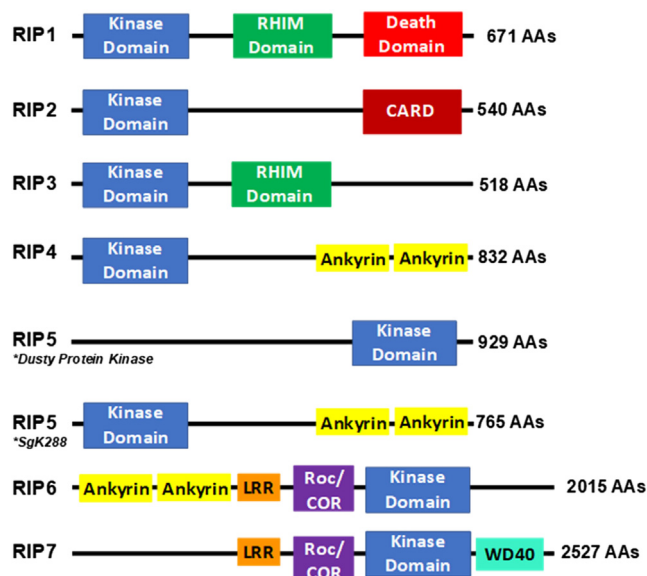 RIP1 Kinase Domain RHIM Domain Death Domain 671 AAs
RIP2 Kinase Domain CARD 540 AAs
RIP3 Kinase Domain RHIM Domain 518 AAs
RIP4 Kinase Domain Ankyrin Ankyrin 832 AAs
RIP5 Kinase Domain 929 AAs
*Dusty Protein Kinase
RIP5 Kinase Domain Ankyrin Ankyrin 765 AAs
*SgK288
RIP6 Ankyrin Ankyrin LRR Roc/ COR Kinase Domain 2015 AAs
RIP7 LRR Roc/ COR Kinase Domain WD40 2527 AAs